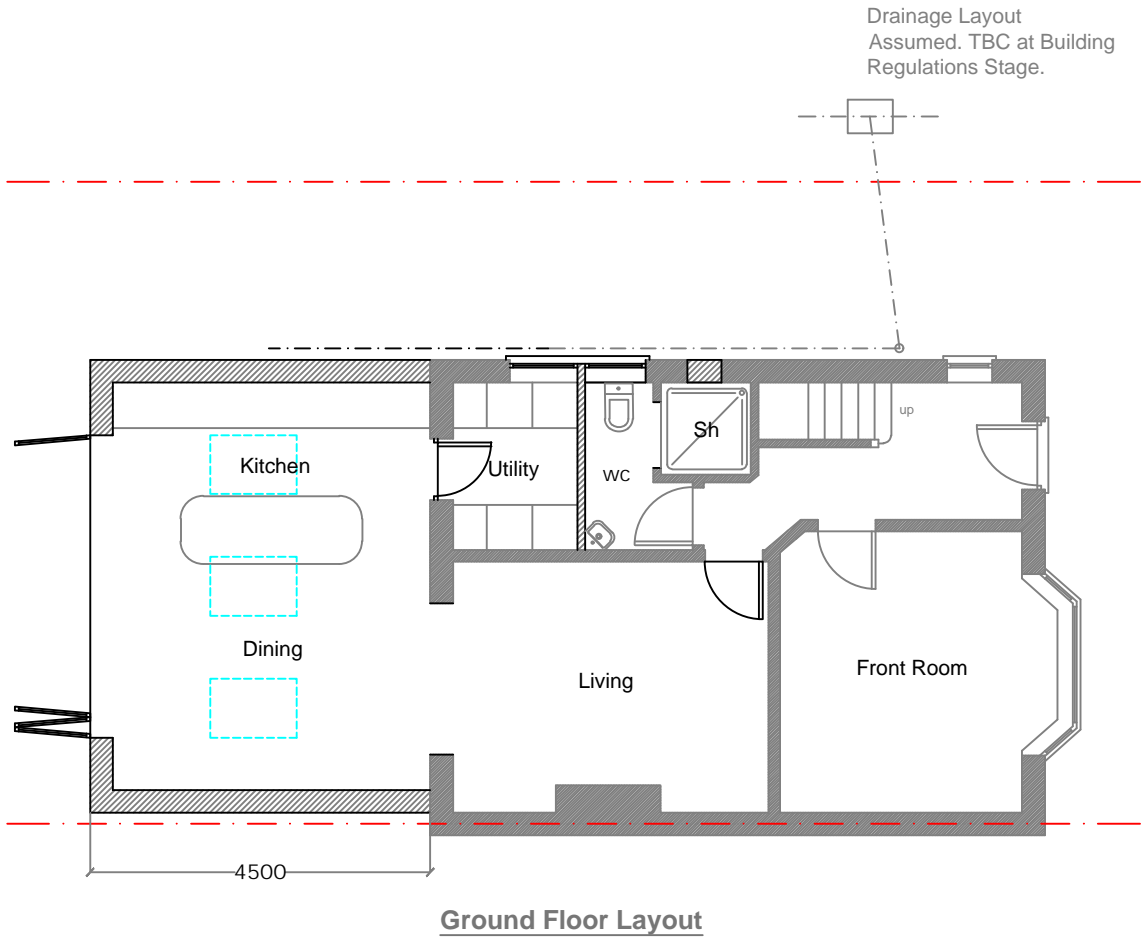 Drainage Layout
Assumed. TBC at Building
Regulations Stage.
up
Sh
Kitchen
Utility
WC
Dining
Living
Front Room
4500
Ground Floor Layout